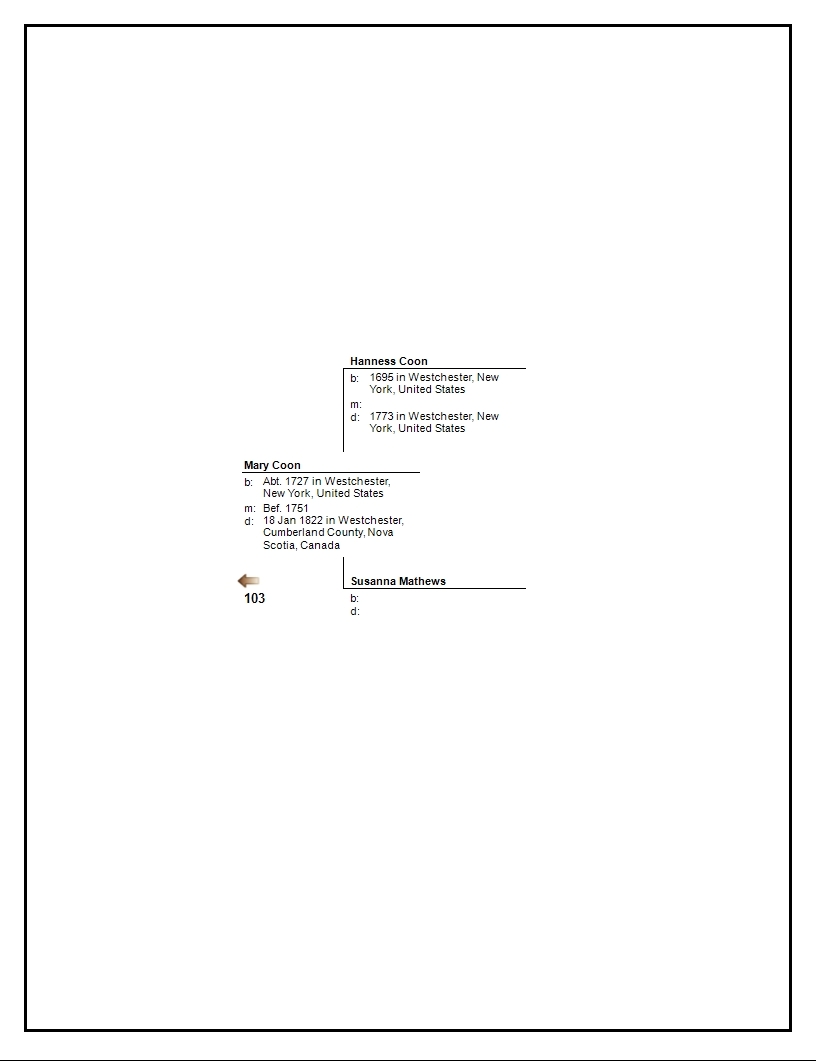 Hanness Coon
b: 1695 in Westchester, New
York, United States
m:
d: 1773 in Westchester, New
York, United States
Mary Coon
b: Abt. 1727 in Westchester,
New York, United States
m: Bef. 1751
d: 18 Jan 1822 in Westchester,
Cumberland County, Nova
Scotia, Canada
103
Susanna Mathews
b:
d: